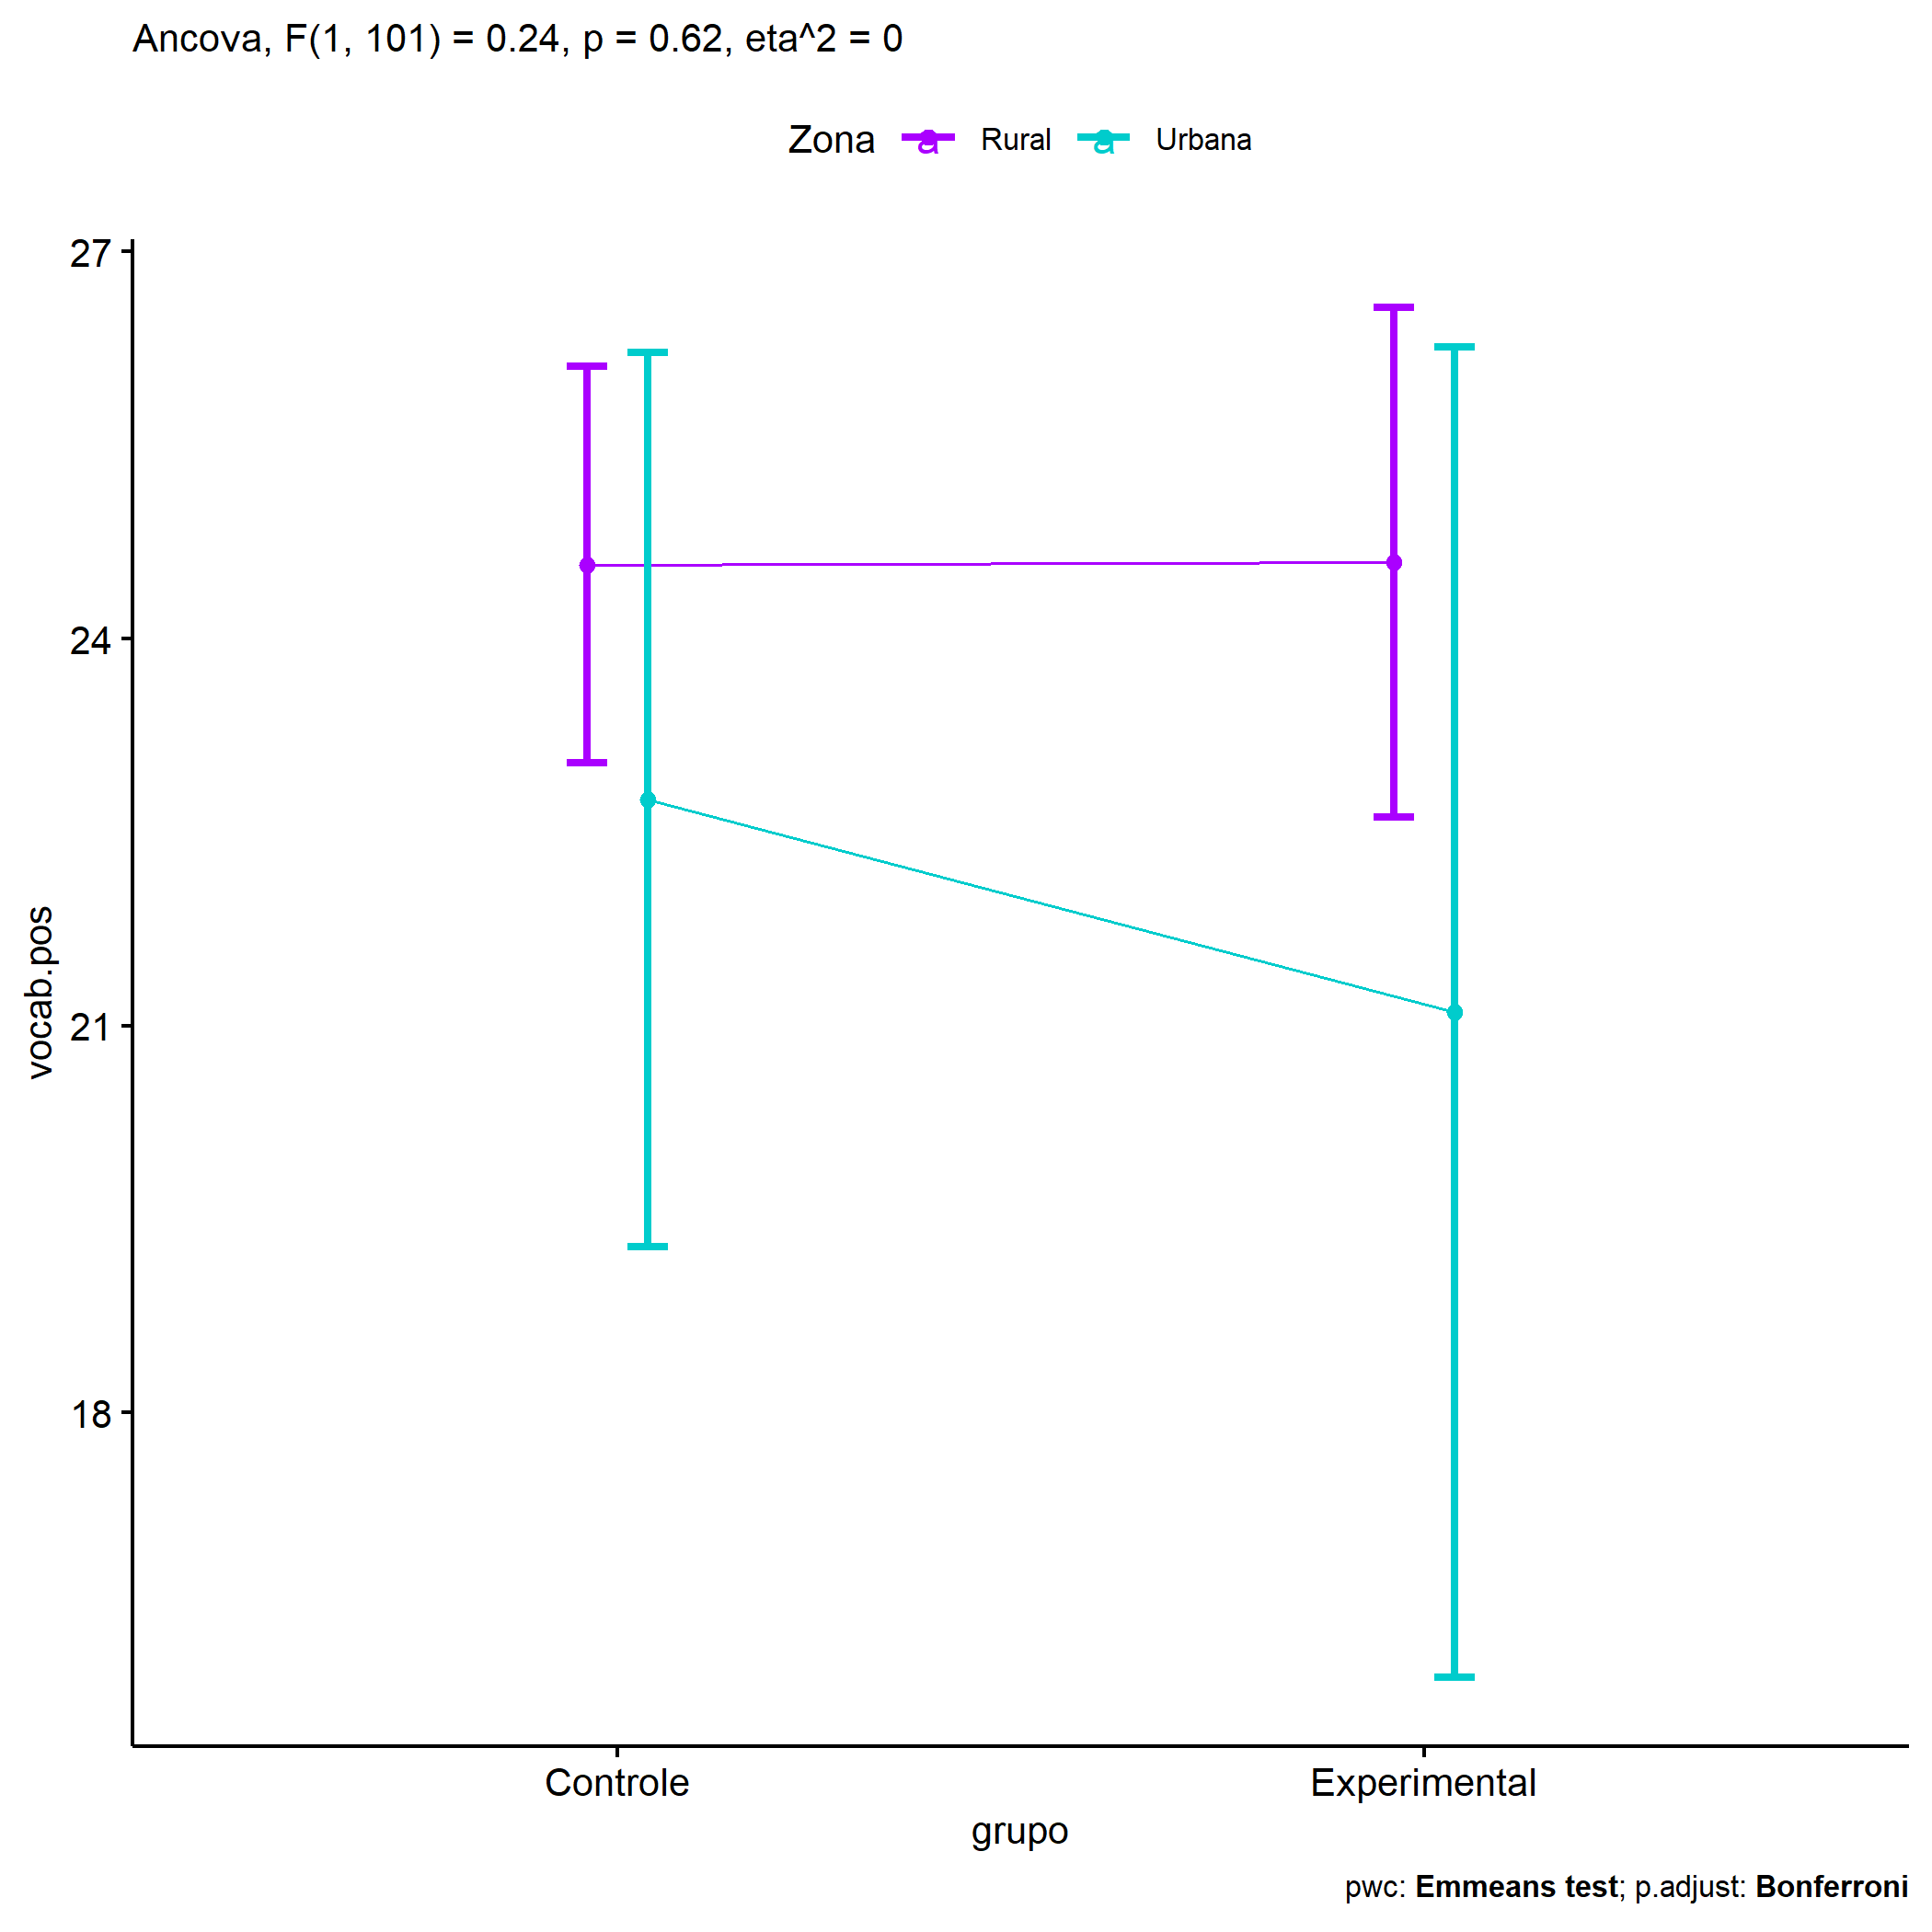 Ancova, F(1, 101) = 0.24, p = 0.62, eta^2 = 0
Zona a Rural a Urbana
27
24
21
18
vocab.pos
Controle Experimental
grupo
pwc: Emmeans test; p.adjust: Bonferroni